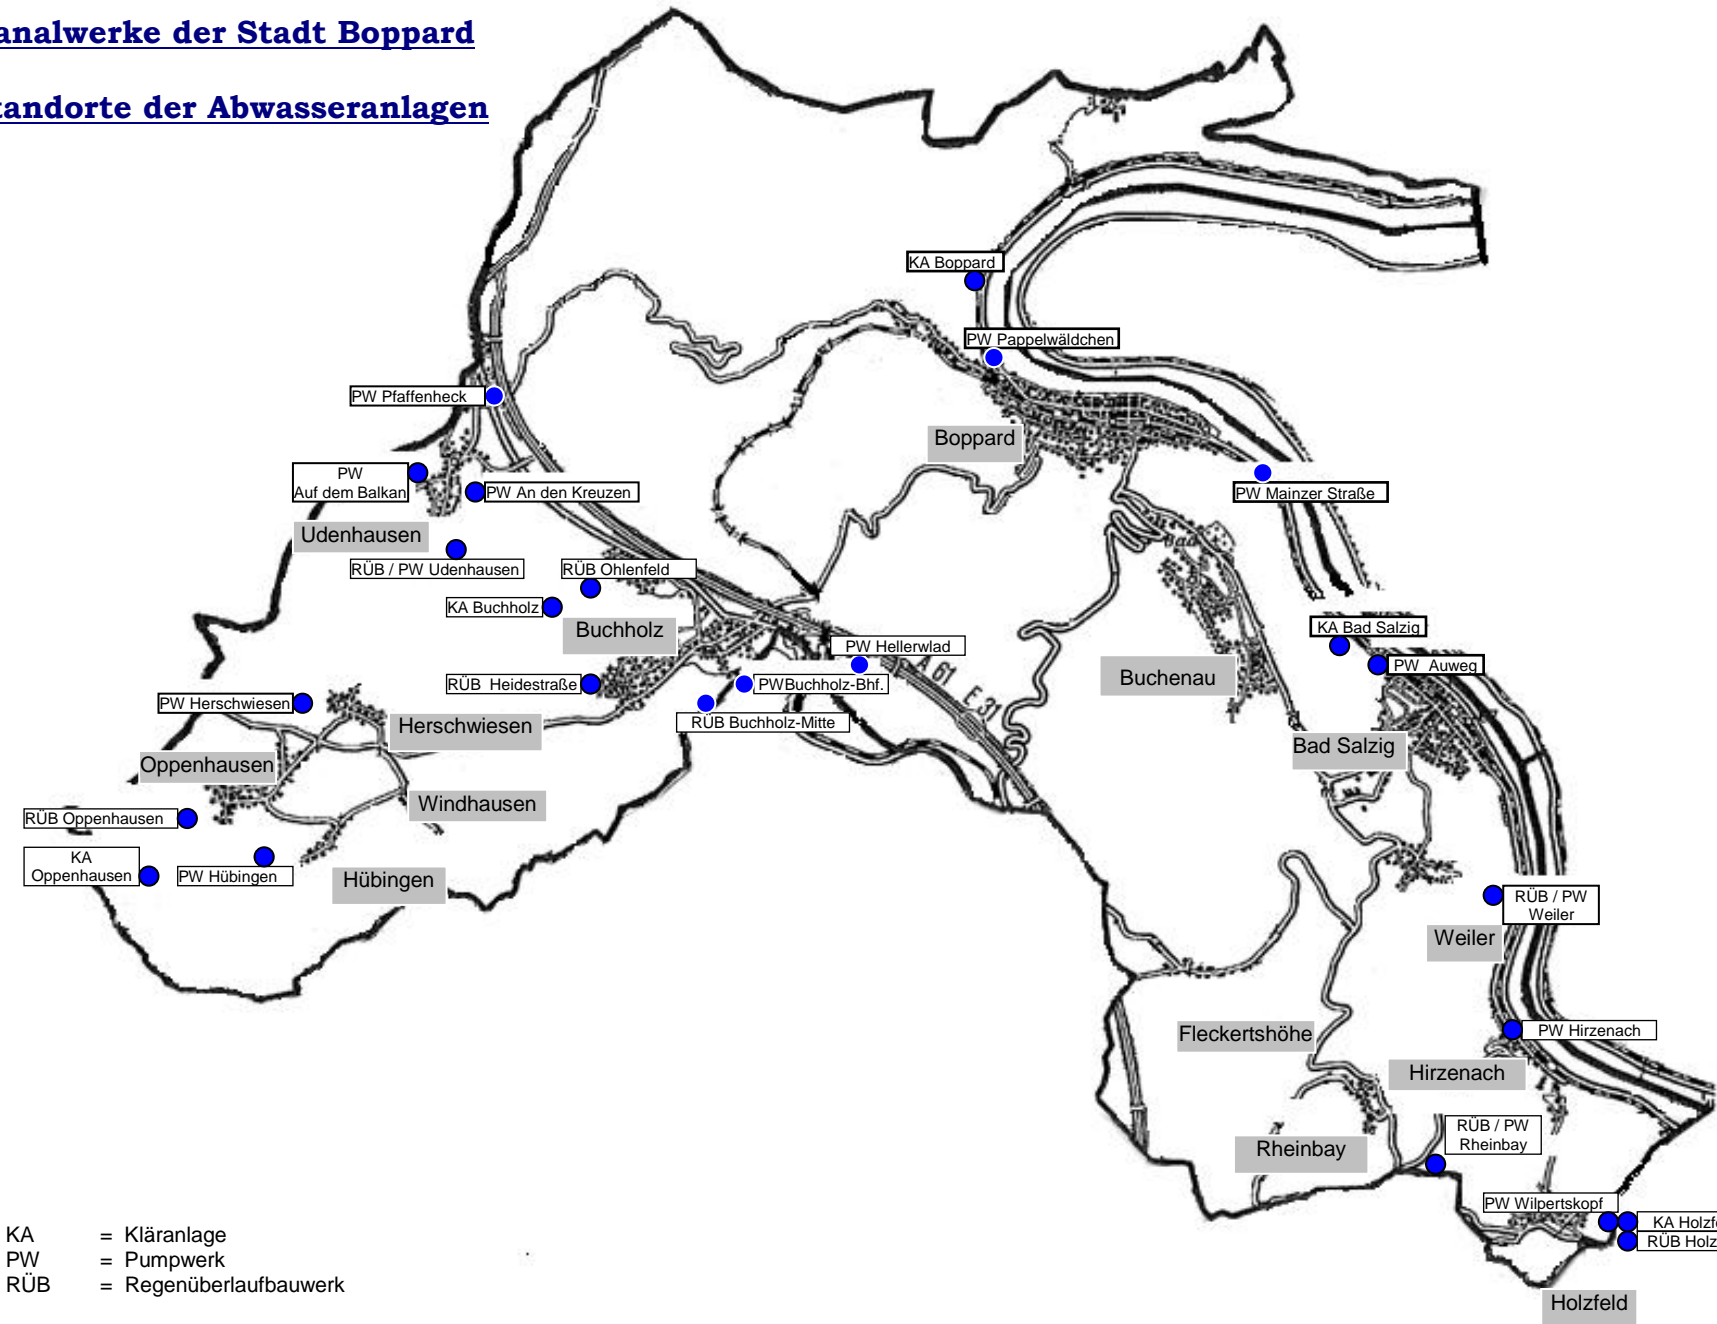 analwerke der Stadt Boppard
tandorte der Abwasseranlagen
KA Boppard
PW Pappelwäldchen
PW Pfaffenheck
Boppard
PW
Auf dem Balkan
PW An den Kreuzen
PW Mainzer Straße
Udenhausen
Bad
RÜB / PW Udenhausen
RÜB Ohlenfeld
KA Buchholz
Buchholz
KA Bad Salzig
PW Hellerwlad
PW Auweg
A 61 E 31
Buchenau
RÜB Heidestraße
PWBuchholz-Bhf.
PW Herschwiesen
RÜB Buchholz-Mitte
Herschwiesen
Bad Salzig
Oppenhausen
Windhausen
RÜB Oppenhausen
KA
Oppenhausen
PW Hübingen
Hübingen
RÜB / PW
Weiler
Weiler
Fleckertshöhe
PW Hirzenach
Hirzenach
RÜB / PW
Rheinbay
Rheinbay
PW Wilpertskopf
KA Holzfe
RÜB Holz
KA = Kläranlage
PW = Pumpwerk
RÜB = Regenüberlaufbauwerk
Holzfeld